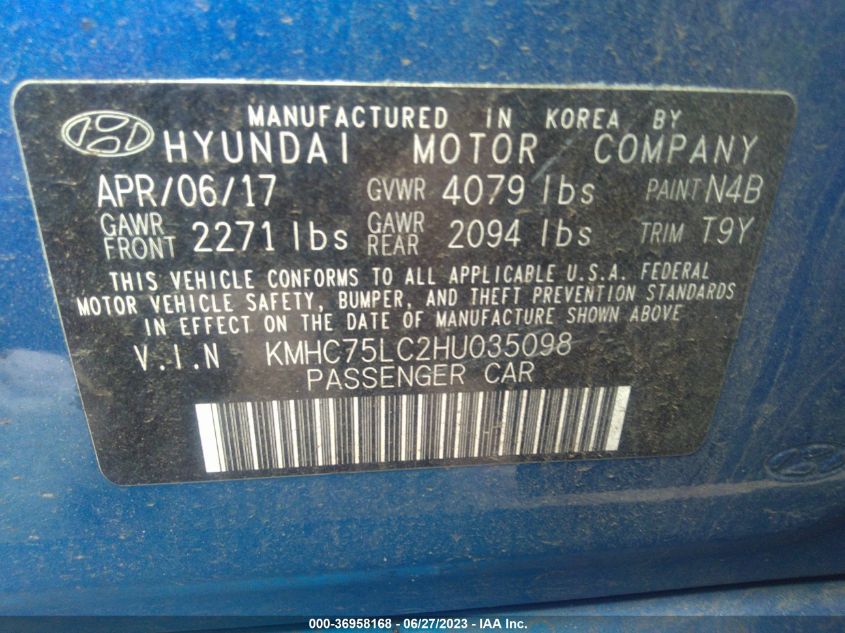 MANUFACTURED IN KOREA BY
HYUNDAI MOTOR COMPANY
APR/06/17 GVWR 4079 lbs PAINT N4B
GAWR FRONT 2271 lbs GAWR REAR 2094 lbs TRIM T9Y
THIS VEHICLE CONFORMS TO ALL APPLICABLE U.S.A. FEDERAL
MOTOR VEHICLE SAFETY, BUMPER, AND THEFT PREVENTION STANDARDS
IN EFFECT ON THE DATE OF MANUFACTURE SHOWN ABOVE
V.I.N KMHC75LC2HU035098
PASSENGER CAR
000-36958168 - 06/27/2023 - IAA Inc.